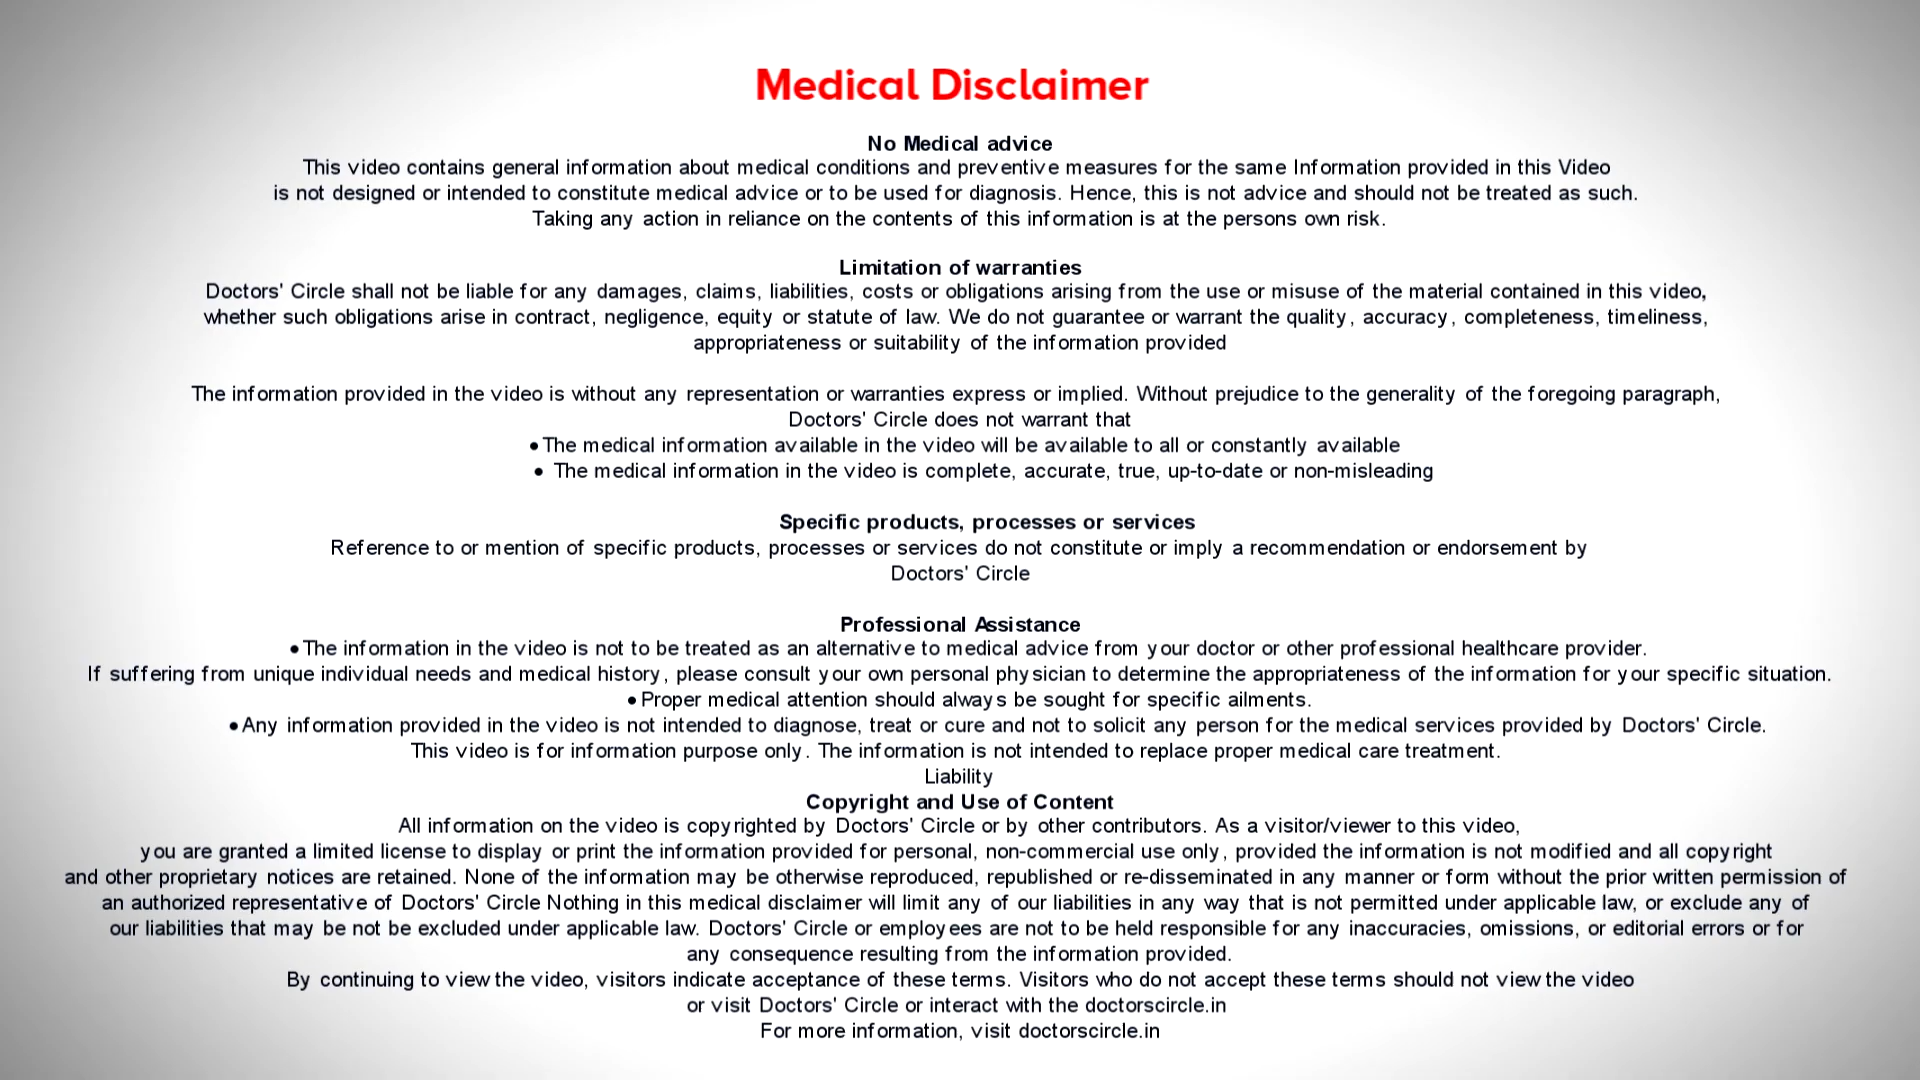 Medical Disclaimer
No Medical advice
This video contains general information about medical conditions and preventive measures for the same Information provided in this Video
is not designed or intended to constitute medical advice or to be used for diagnosis. Hence, this is not advice and should not be treated as such.
Taking any action in reliance on the contents of this information is at the persons own risk.
Limitation of warranties
Doctors' Circle shall not be liable for any damages, claims, liabilities, costs or obligations arising from the use or misuse of the material contained in this video,
whether such obligations arise in contract, negligence, equity or statute of law. We do not guarantee or warrant the quality, accuracy, completeness, timeliness,
appropriateness or suitability of the information provided
The information provided in the video is without any representation or warranties express or implied. Without prejudice to the generality of the foregoing paragraph,
Doctors' Circle does not warrant that
• The medical information available in the video will be available to all or constantly available
• The medical information in the video is complete, accurate, true, up-to-date or non-misleading
Specific products, processes or services
Reference to or mention of specific products, processes or services do not constitute or imply a recommendation or endorsement by
Doctors' Circle
Professional Assistance
• The information in the video is not to be treated as an alternative to medical advice from your doctor or other professional healthcare provider.
If suffering from unique individual needs and medical history, please consult your own personal physician to determine the appropriateness of the information for your specific situation.
• Proper medical attention should always be sought for specific ailments.
• Any information provided in the video is not intended to diagnose, treat or cure and not to solicit any person for the medical services provided by Doctors' Circle.
This video is for information purpose only. The information is not intended to replace proper medical care treatment.
Liability
Copyright and Use of Content
All information on the video is copyrighted by Doctors' Circle or by other contributors. As a visitor/viewer to this video,
you are granted a limited license to display or print the information provided for personal, non-commercial use only, provided the information is not modified and all copyright
and other proprietary notices are retained. None of the information may be otherwise reproduced, republished or re-disseminated in any manner or form without the prior written permission of
an authorized representative of Doctors' Circle Nothing in this medical disclaimer will limit any of our liabilities in any way that is not permitted under applicable law, or exclude any of
our liabilities that may be not be excluded under applicable law. Doctors' Circle or employees are not to be held responsible for any inaccuracies, omissions, or editorial errors or for
any consequence resulting from the information provided.
By continuing to view the video, visitors indicate acceptance of these terms. Visitors who do not accept these terms should not view the video
or visit Doctors' Circle or interact with the doctorscircle.in
For more information, visit doctorscircle.in